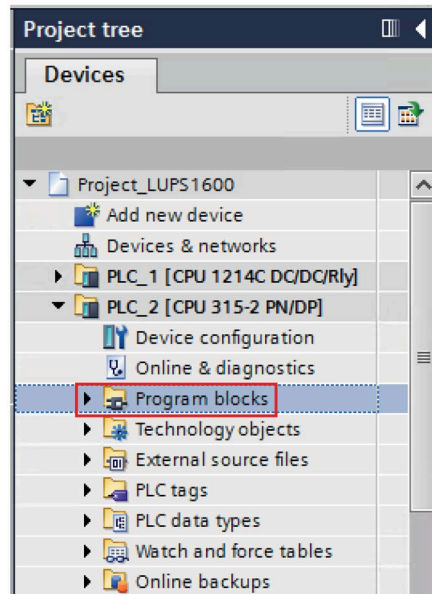 Project tree
Devices
Project_LUPS1600
Add new device
Devices & networks
PLC_1 [CPU 1214C DC/DC/Rly]
PLC_2 [CPU 315-2 PN/DP]
Device configuration
Online & diagnostics
Program blocks
Technology objects
External source files
PLC tags
PLC data types
Watch and force tables
Online backups